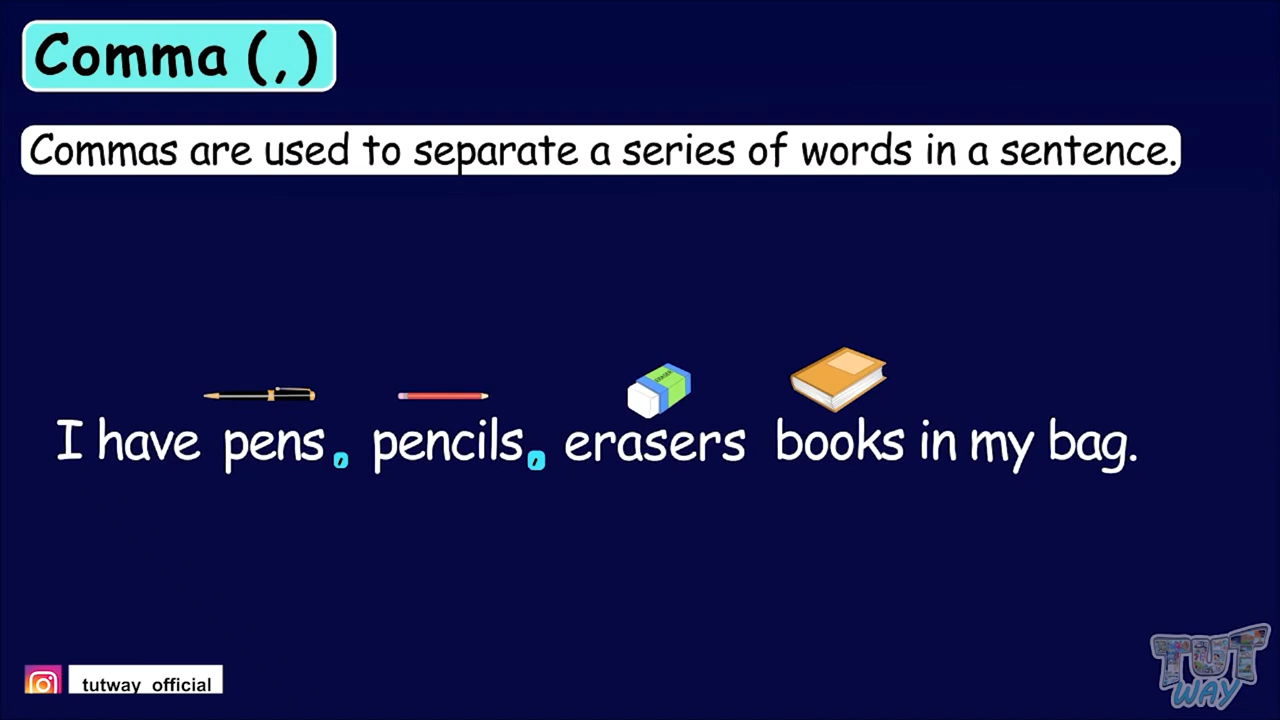 Comma (,)
Commas are used to separate a series of words in a sentence.
I have pens, pencils, erasers books in my bag.
tutway_official
TUT
WAY